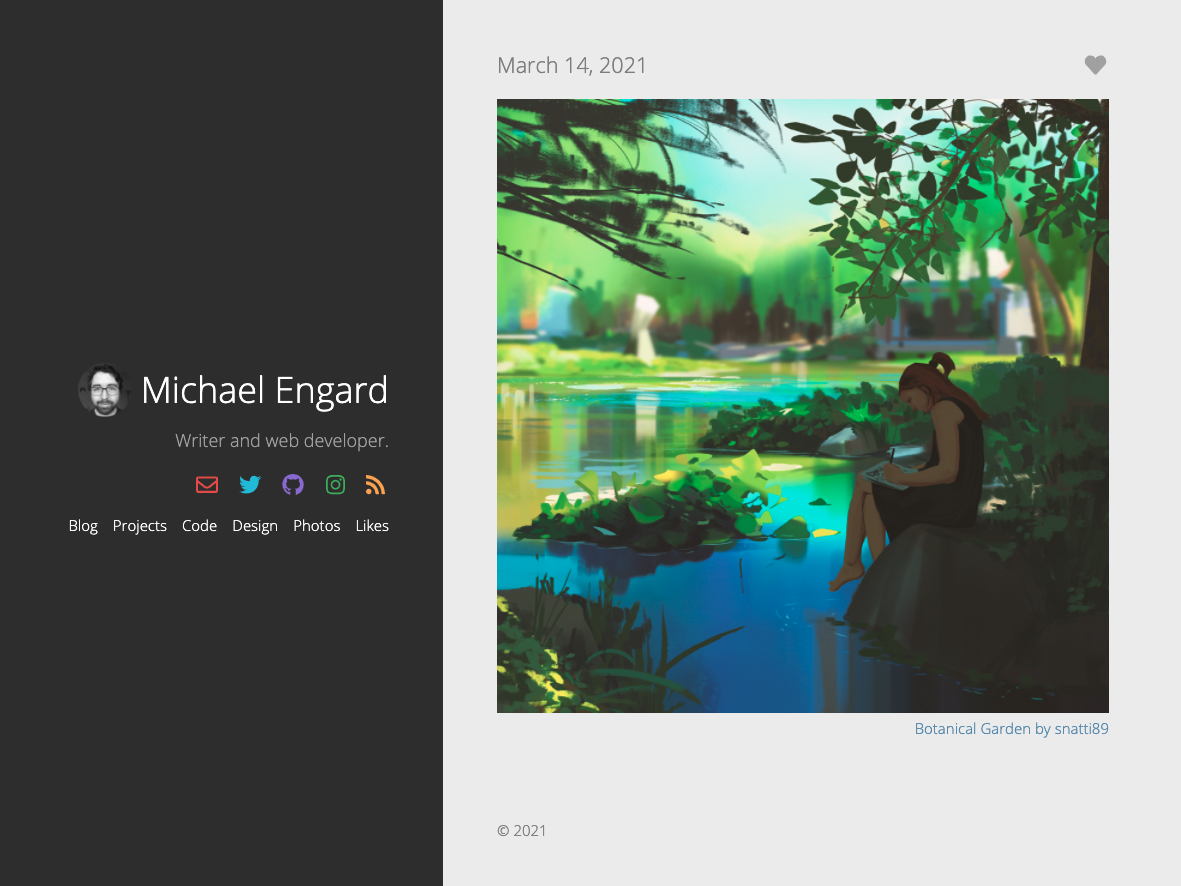 Michael Engard
Writer and web developer.
Blog Projects Code Design Photos Likes
March 14, 2021
Botanical Garden by snatti89
© 2021